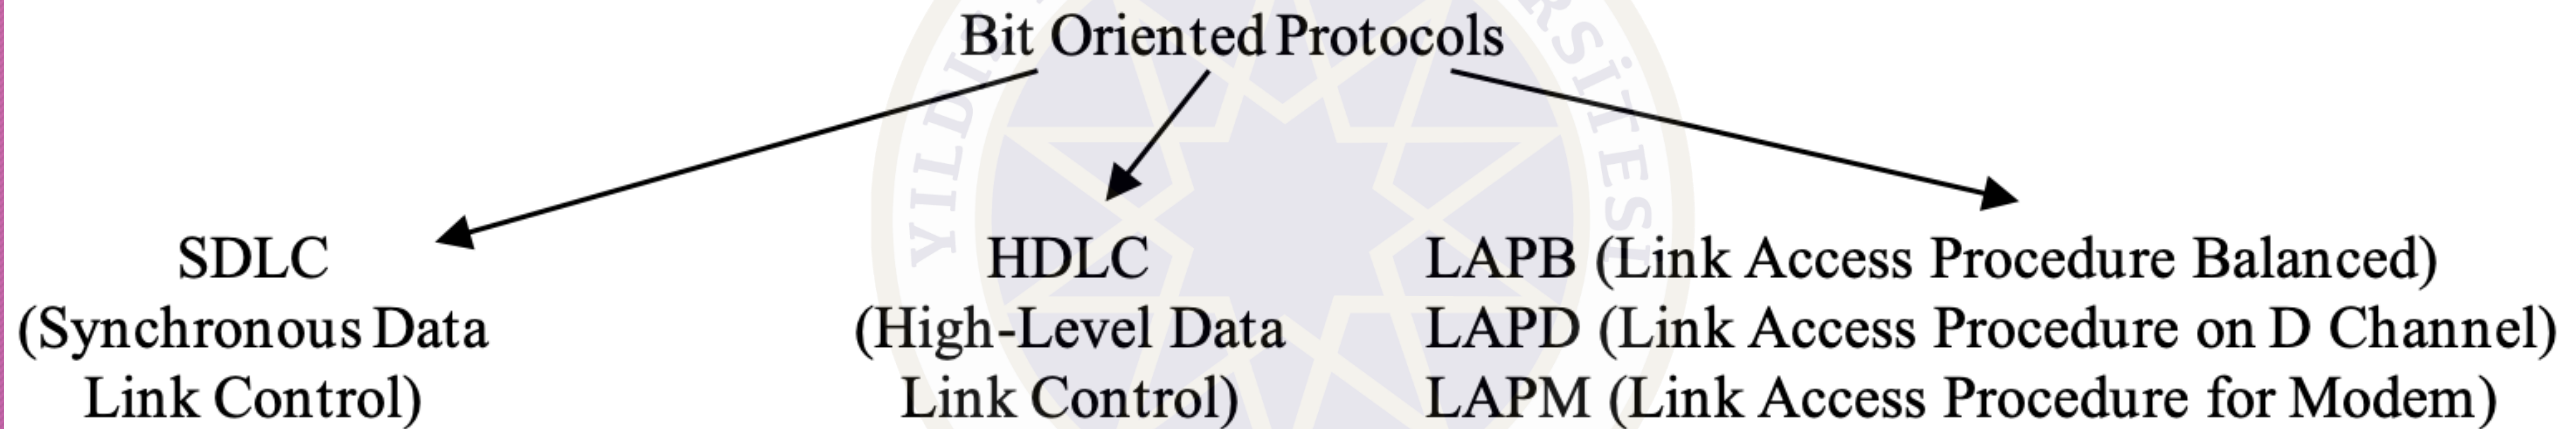 Bit Oriented Protocols
SDLC
(Synchronous Data
Link Control)
HDLC
(High-Level Data
Link Control)
LAPB (Link Access Procedure Balanced)
LAPD (Link Access Procedure on D Channel)
LAPM (Link Access Procedure for Modem)